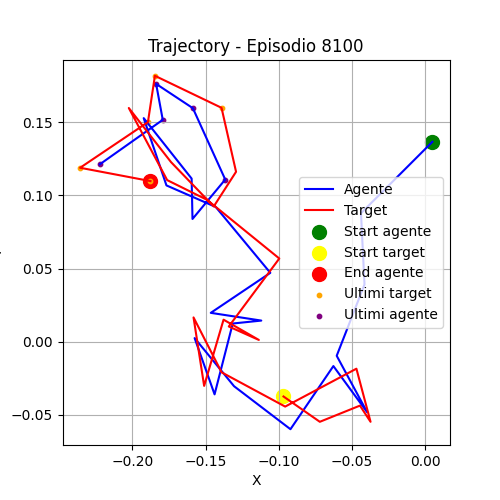 Trajectory - Episodio 8100
0.15
0.10
0.05
0.00
−0.05
−0.20
−0.15
−0.10
−0.05
0.00
X
Agente
Target
Start agente
Start target
End agente
Ultimi target
Ultimi agente